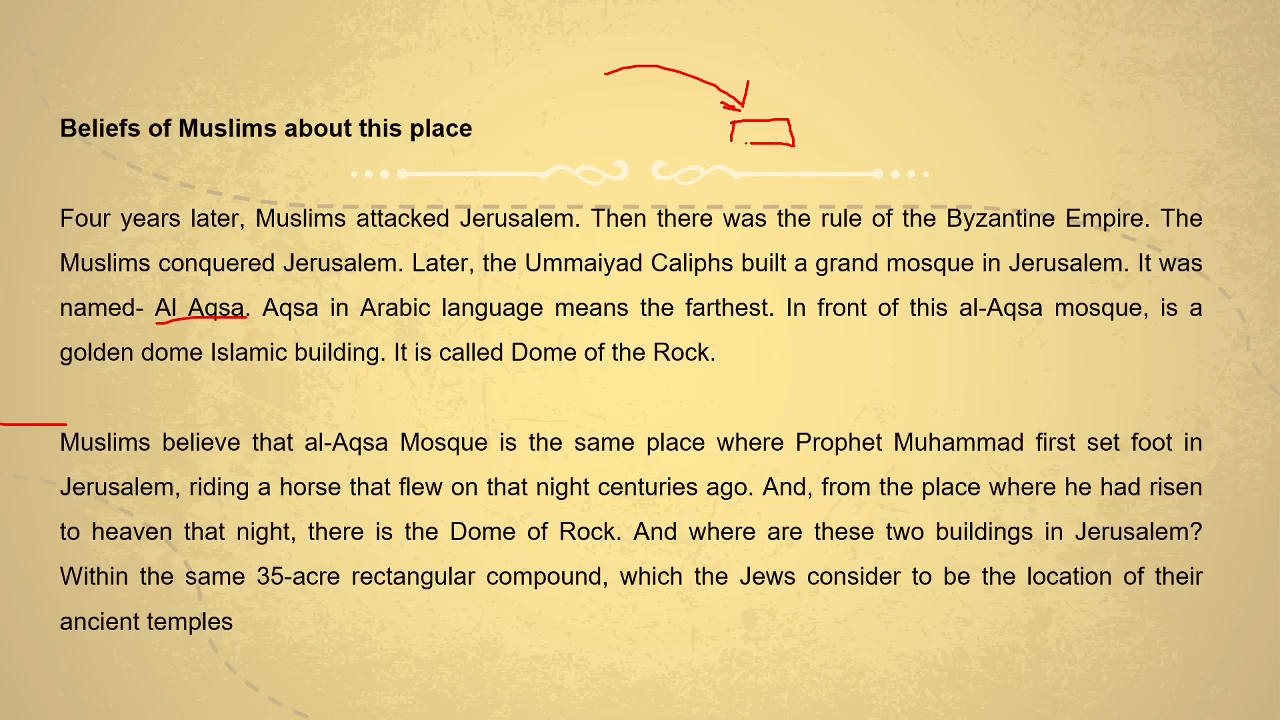 Beliefs of Muslims about this place
Four years later, Muslims attacked Jerusalem. Then there was the rule of the Byzantine Empire. The
Muslims conquered Jerusalem. Later, the Ummaiyad Caliphs built a grand mosque in Jerusalem. It was
named- Al Aqsa. Aqsa in Arabic language means the farthest. In front of this al-Aqsa mosque, is a
golden dome Islamic building. It is called Dome of the Rock.
Muslims believe that al-Aqsa Mosque is the same place where Prophet Muhammad first set foot in
Jerusalem, riding a horse that flew on that night centuries ago. And, from the place where he had risen
to heaven that night, there is the Dome of Rock. And where are these two buildings in Jerusalem?
Within the same 35-acre rectangular compound, which the Jews consider to be the location of their
ancient temples